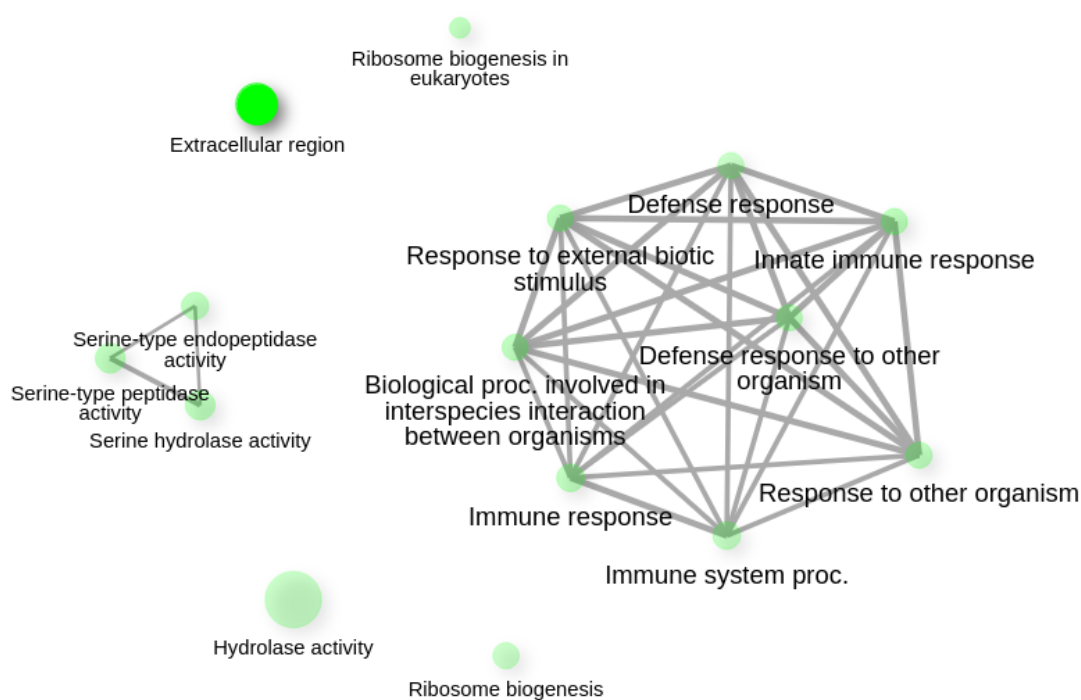 Ribosome biogenesis in
eukaryotes
Extracellular region
Defense response
Response to external biotic
stimulus
Innate immune response
Serine-type endopeptidase
activity
Defense response to other
organism
Serine-type peptidase
activity
Biological proc. involved in
interspecies interaction
between organisms
Serine hydrolase activity
Response to other organism
Immune response
Immune system proc.
Hydrolase activity
Ribosome biogenesis